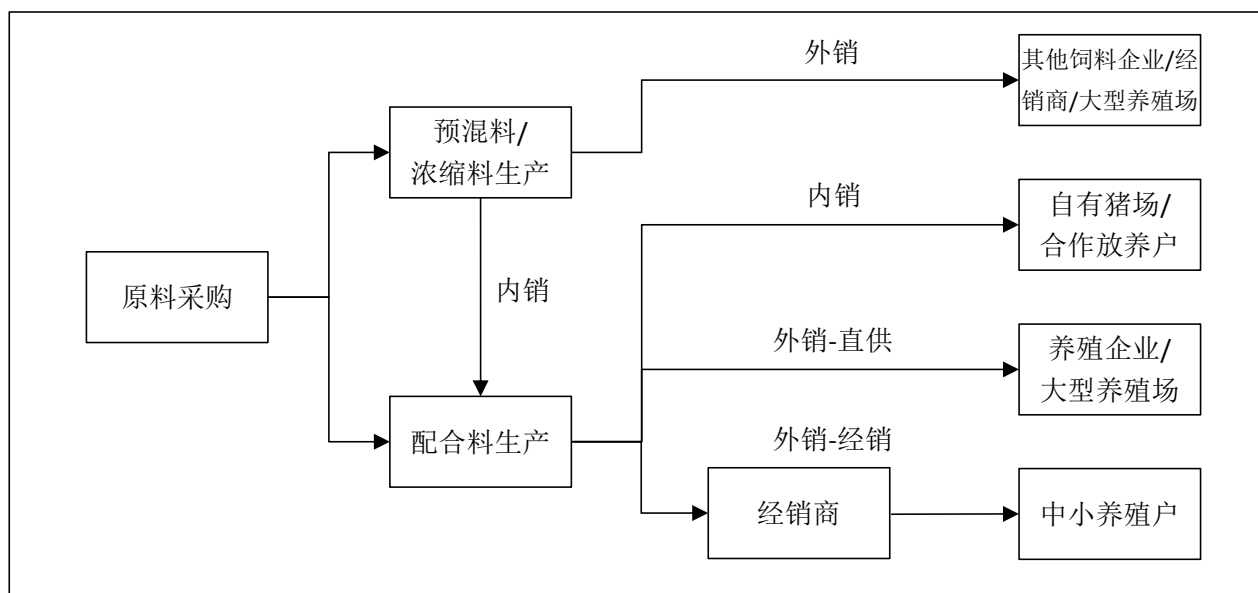 外销
其他饲料企业/经
销商/大型养殖场
预混料/
浓缩料生产
内销
自有猪场/
合作放养户
原料采购
内销
外销-直供
养殖企业/
大型养殖场
配合料生产
外销-经销
经销商
中小养殖户